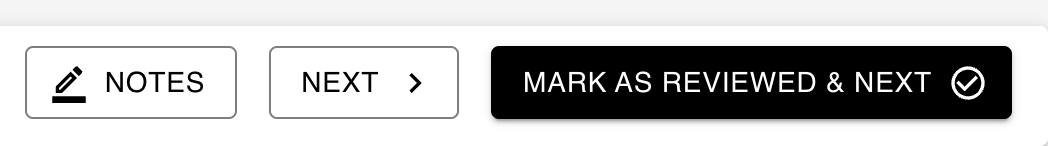 NOTES
NEXT
MARK AS REVIEWED & NEXT